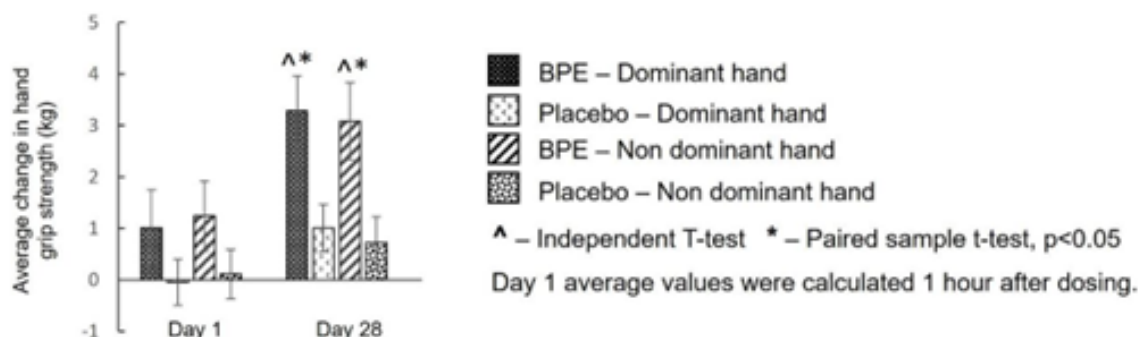 Average change in hand
grip strength (kg)
5
4
3
2
1
0
-1
^* ^*
Day 1 Day 28
BPE – Dominant hand
Placebo – Dominant hand
BPE – Non dominant hand
Placebo – Non dominant hand
^ – Independent T-test * – Paired sample t-test, p<0.05
Day 1 average values were calculated 1 hour after dosing.